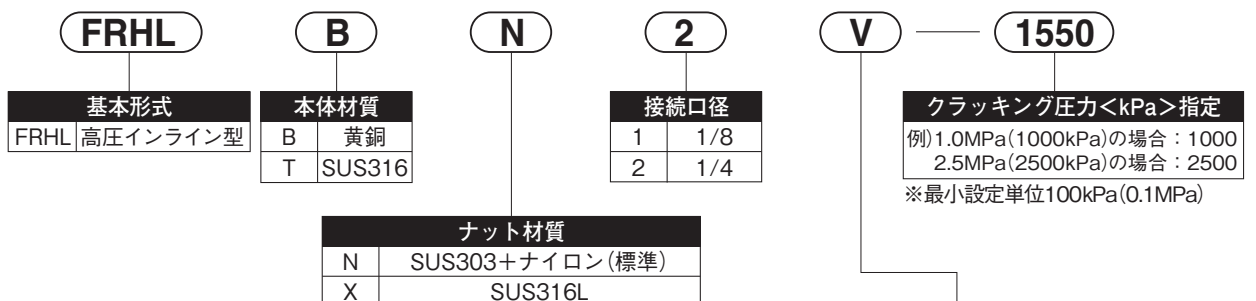 FRHL B N 2 V 1550
基本形式
FRHL 高圧インライン型
本体材質
B 黄銅
T SUS316
接続口径
1 1/8
2 1/4
クラッキング圧力<kPa>指定
例)1.0MPa(1000kPa)の場合:1000
2.5MPa(2500kPa)の場合:2500
※最小設定単位100kPa(0.1MPa)
ナット材質
N SUS303+ナイロン(標準)
X SUS316L